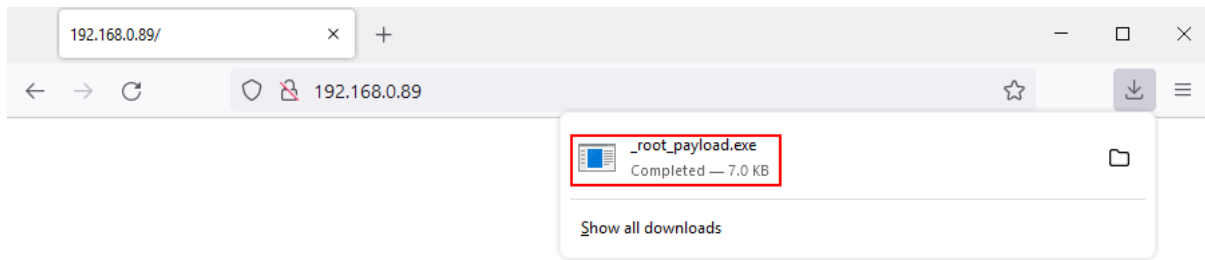 192.168.0.89/
192.168.0.89
_root_payload.exe
Completed — 7.0 KB
Show all downloads